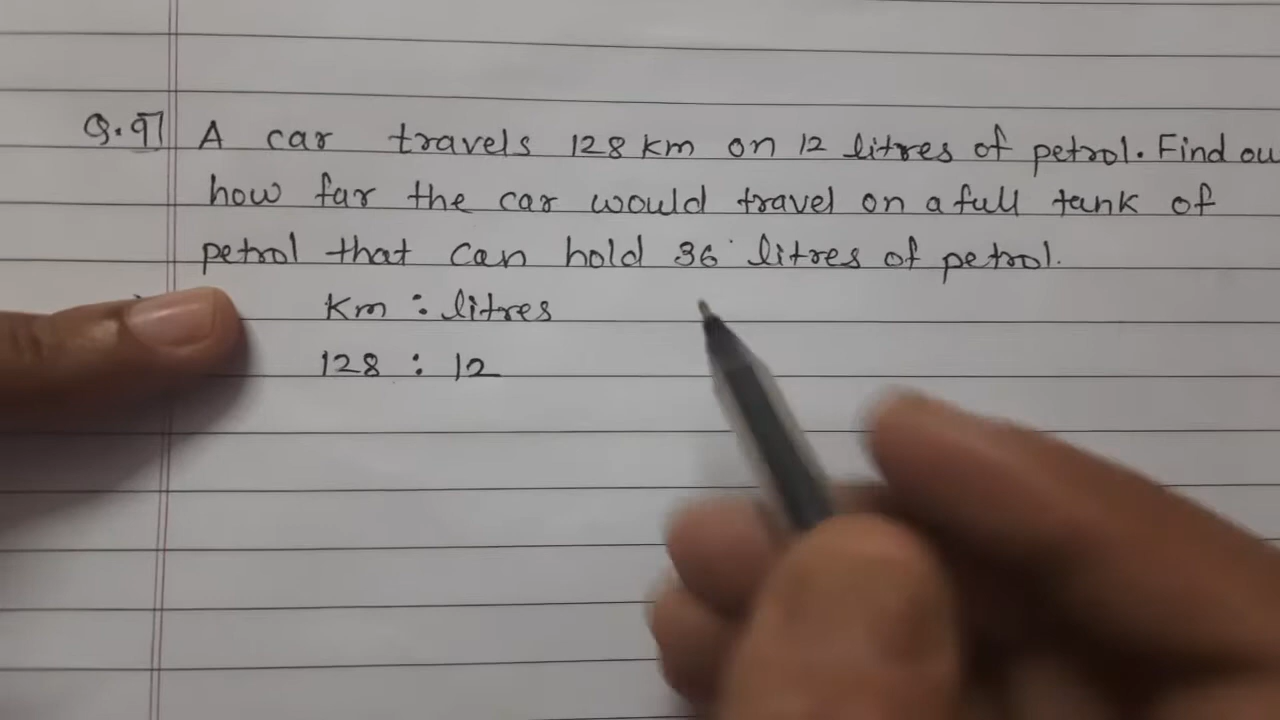 Q.97 A car travels 128 km on 12 litres of petrol. Find ou
how far the car would travel on a full tank of
petrol that can hold 36 litres of petrol.
Km : litres
128 : 12